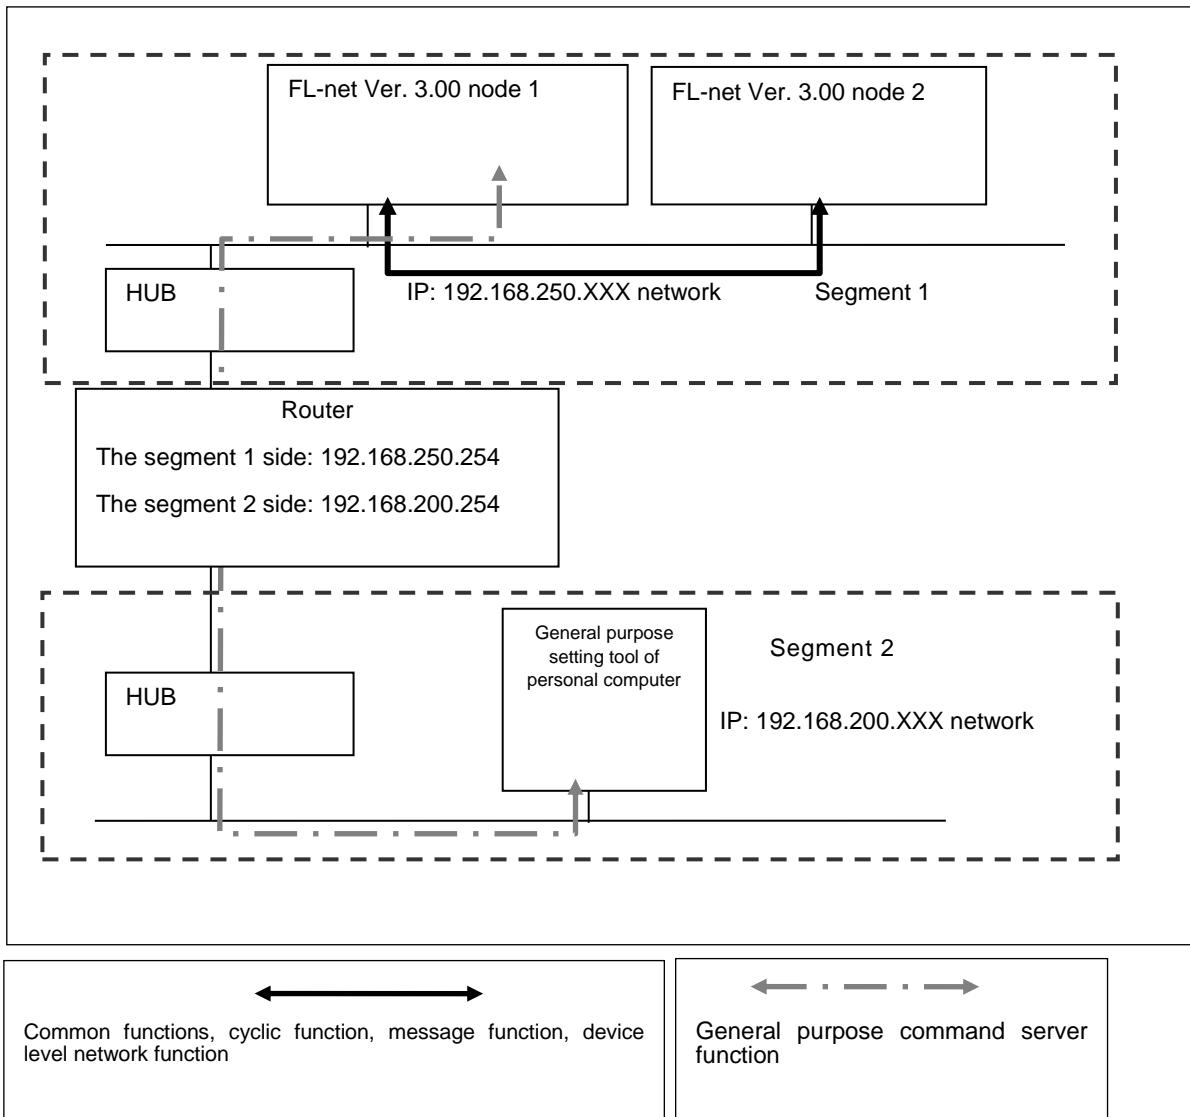 FL-net Ver. 3.00 node 1
FL-net Ver. 3.00 node 2
HUB
IP: 192.168.250.XXX network
Segment 1
Router
The segment 1 side: 192.168.250.254
The segment 2 side: 192.168.200.254
General purpose
setting tool of
personal computer
Segment 2
HUB
IP: 192.168.200.XXX network
Common functions, cyclic function, message function, device
level network function
General purpose command server
function